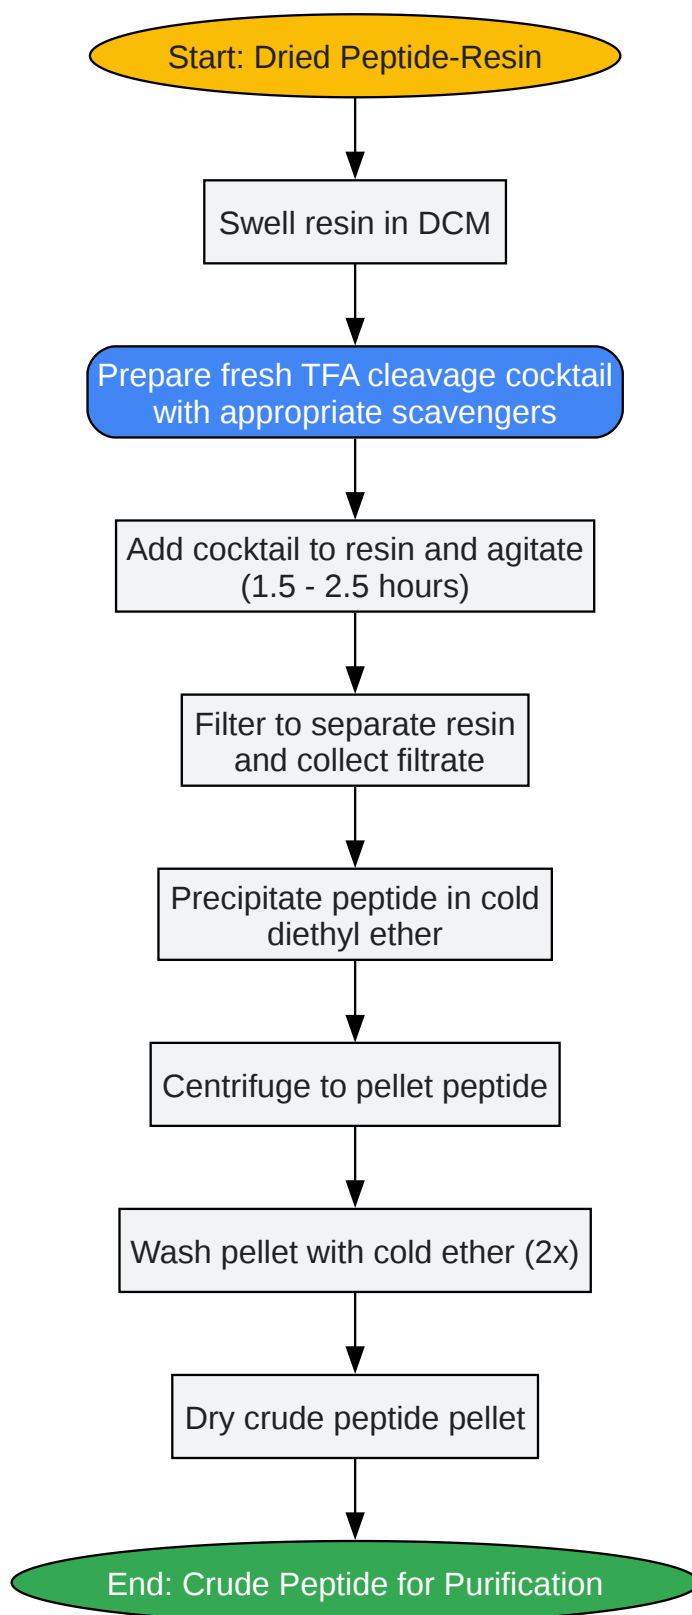 Start: Dried Peptide-Resin
Swell resin in DCM
Prepare fresh TFA cleavage cocktail
with appropriate scavengers
Add cocktail to resin and agitate
(1.5 - 2.5 hours)
Filter to separate resin
and collect filtrate
Precipitate peptide in cold
diethyl ether
Centrifuge to pellet peptide
Wash pellet with cold ether (2x)
Dry crude peptide pellet
End: Crude Peptide for Purification